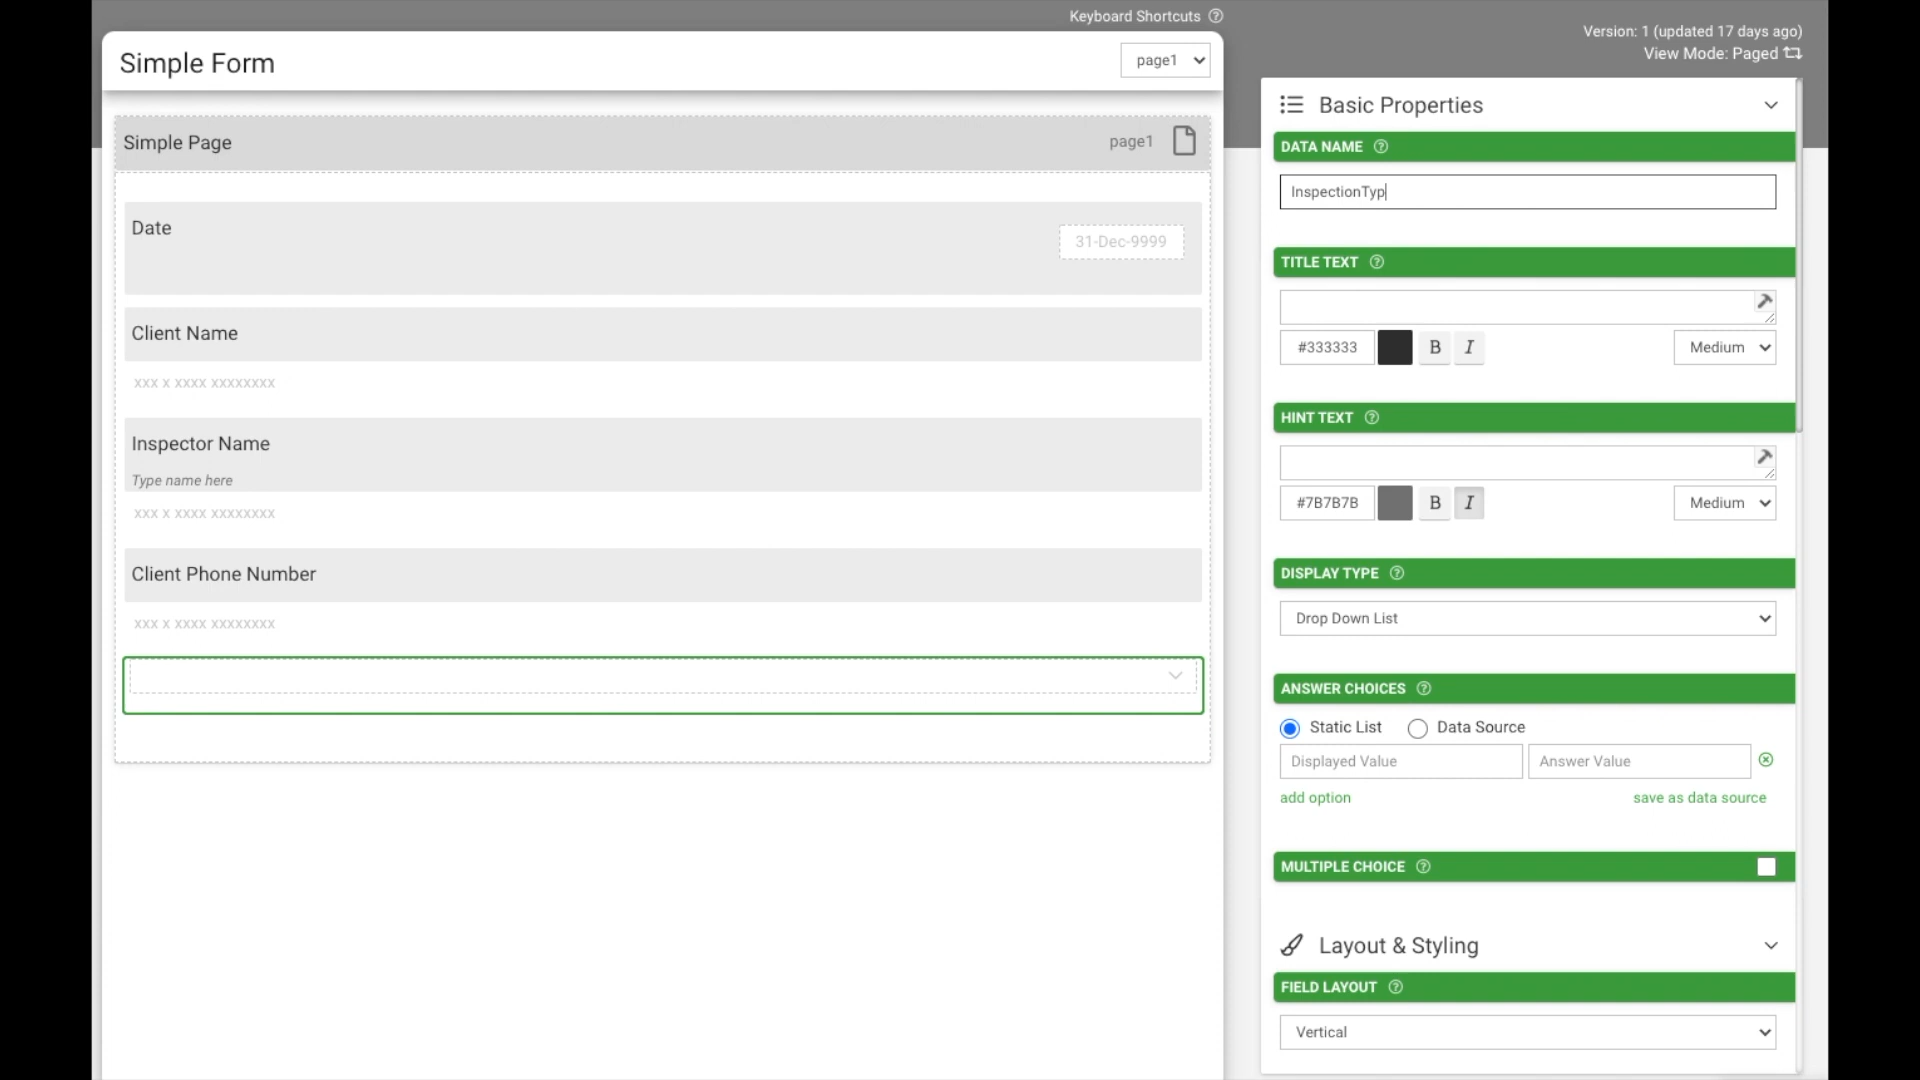 Keyboard Shortcuts
Version: 1 (updated 17 days ago)
View Mode: Paged
Simple Form
page1
Simple Page
page1
Date
31-Dec-9999
Client Name
xxx x xxxx xxxxxxxx
Inspector Name
Type name here
xxx x xxxx xxxxxxxx
Client Phone Number
xxx x xxxx xxxxxxxx
Basic Properties
DATA NAME
InspectionTyp
TITLE TEXT
#333333
B
I
Medium
HINT TEXT
#7B7B7B
B
I
Medium
DISPLAY TYPE
Drop Down List
ANSWER CHOICES
Static List
Data Source
Displayed Value
Answer Value
add option
save as data source
MULTIPLE CHOICE
Layout & Styling
FIELD LAYOUT
Vertical